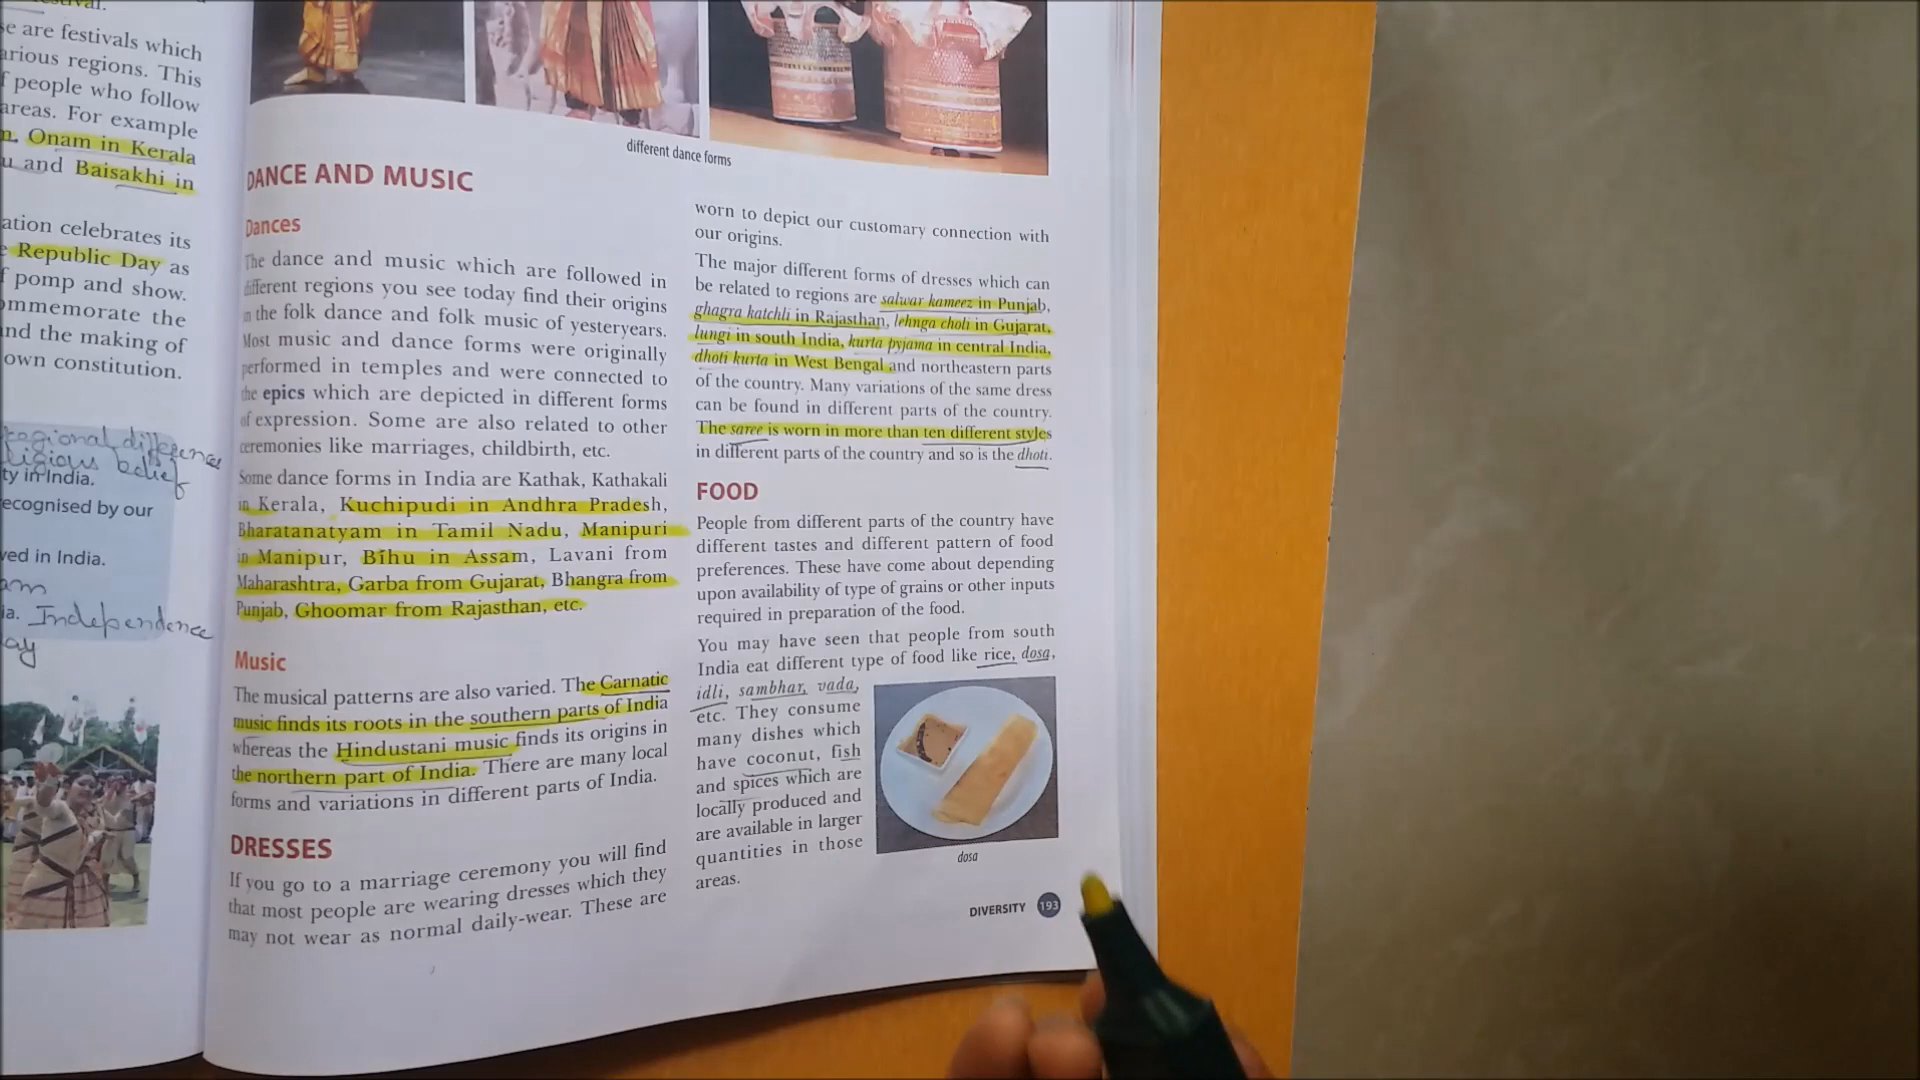 se are festivals which
arious regions. This
f people who follow
areas. For example
Onam in Kerala
u and Baisakhi in
ation celebrates its
e Republic Day as
f pomp and show.
ommemorate the
nd the making of
own constitution.
Regional difference
religious belief
ty in India.
ecognised by our
ved in India.
am
ia. Independence
ay
different dance forms
DANCE AND MUSIC
Dances
The dance and music which are followed in
different regions you see today find their origins
in the folk dance and folk music of yesteryears.
Most music and dance forms were originally
performed in temples and were connected to
the epics which are depicted in different forms
of expression. Some are also related to other
ceremonies like marriages, childbirth, etc.
Some dance forms in India are Kathak, Kathakali
in Kerala, Kuchipudi in Andhra Pradesh,
Bharatanatyam in Tamil Nadu, Manipuri
in Manipur, Bihu in Assam, Lavani from
Maharashtra, Garba from Gujarat, Bhangra from
Punjab, Ghoomar from Rajasthan, etc.
Music
The musical patterns are also varied. The Carnatic
music finds its roots in the southern parts of India
whereas the Hindustani music finds its origins in
the northern part of India. There are many local
forms and variations in different parts of India.
DRESSES
If you go to a marriage ceremony you will find
that most people are wearing dresses which they
may not wear as normal daily-wear. These are
worn to depict our customary connection with
our origins.
The major different forms of dresses which can
be related to regions are salwar kameez in Punjab,
ghagra katchli in Rajasthan, lehnga choli in Gujarat,
lungi in south India, kurta pyjama in central India,
dhoti kurta in West Bengal and northeastern parts
of the country. Many variations of the same dress
can be found in different parts of the country.
The saree is worn in more than ten different styles
in different parts of the country and so is the dhoti.
FOOD
People from different parts of the country have
different tastes and different pattern of food
preferences. These have come about depending
upon availability of type of grains or other inputs
required in preparation of the food.
You may have seen that people from south
India eat different type of food like rice, dosa,
idli, sambhar, vada,
etc. They consume
many dishes which
have coconut, fish
and spices which are
locally produced and
are available in larger
quantities in those
areas.
dosa
DIVERSITY 193